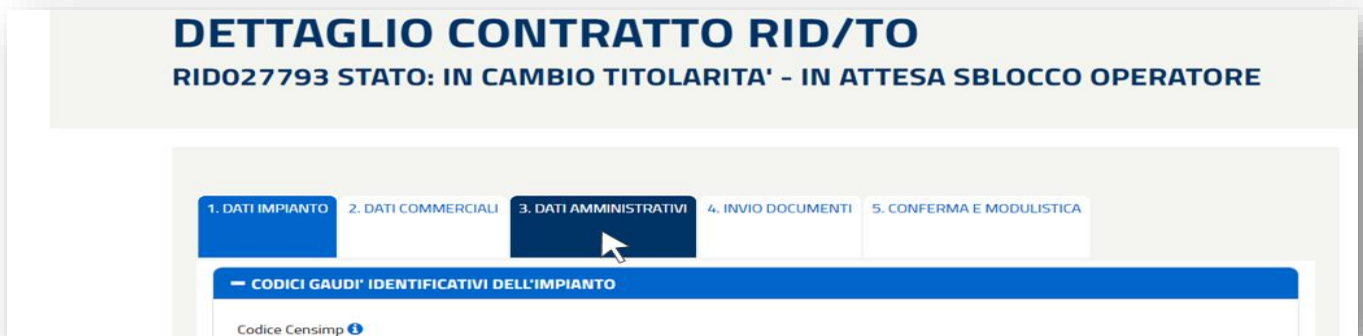 DETTAGLIO CONTRATTO RID/TO
RID027793 STATO: IN CAMBIO TITOLARITA' - IN ATTESA SBLOCCO OPERATORE
1. DATI IMPIANTO 2. DATI COMMERCIALI 3. DATI AMMINISTRATIVI 4. INVIO DOCUMENTI 5. CONFERMA E MODULISTICA
CODICI GAUDI' IDENTIFICATIVI DELL'IMPIANTO
Codice Censimp